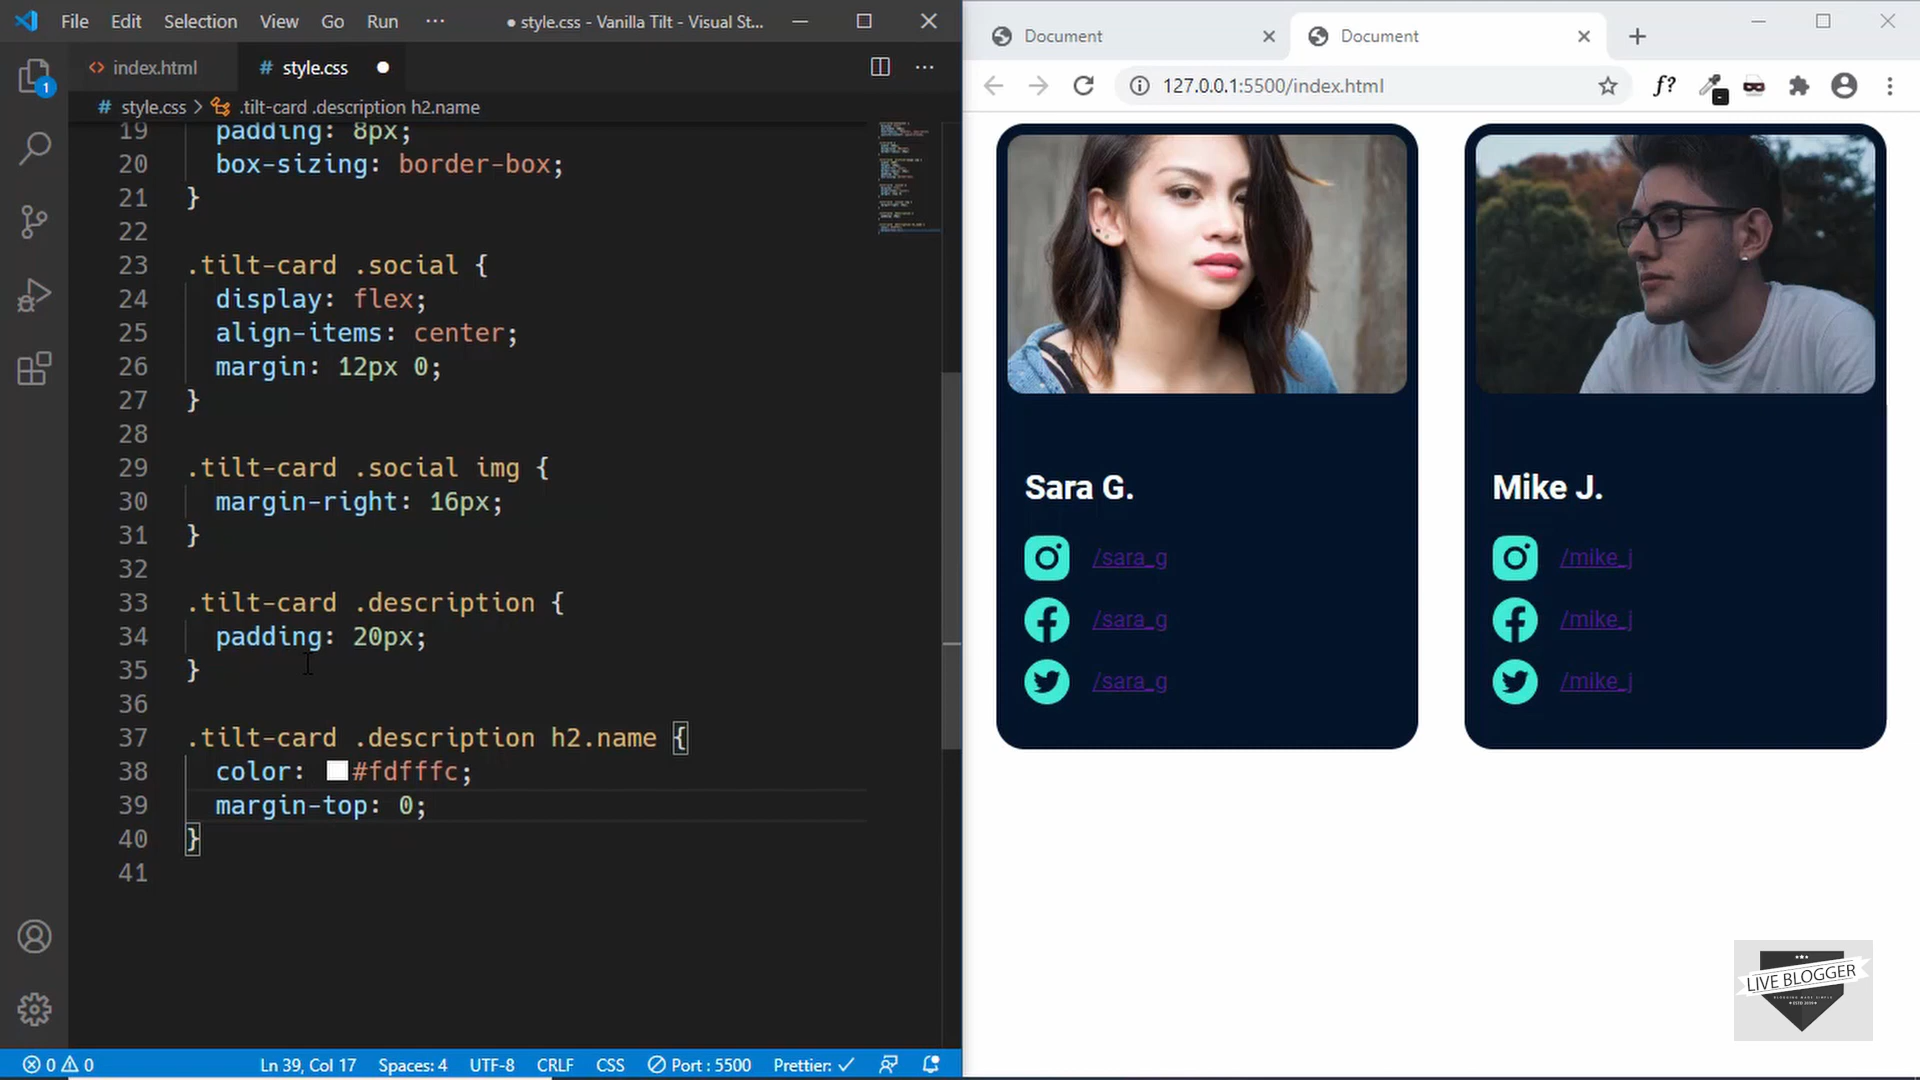 File Edit Selection View Go Run ··· ● style.css - Vanilla Tilt - Visual St...
index.html # style.css ●
# style.css > .tilt-card .description h2.name
19 padding: 8px;
20 box-sizing: border-box;
21 }
22
23 .tilt-card .social {
24 display: flex;
25 align-items: center;
26 margin: 12px 0;
27 }
28
29 .tilt-card .social img {
30 margin-right: 16px;
31 }
32
33 .tilt-card .description {
34 padding: 20px;
35 }
36
37 .tilt-card .description h2.name {
38 color: #fdfffc;
39 margin-top: 0;
40 }
41
1
0 0 Ln 39, Col 17 Spaces: 4 UTF-8 CRLF CSS Port : 5500 Prettier: ✓
Document Document
127.0.0.1:5500/index.html f?
Sara G.
/sara_g
/sara_g
/sara_g
Mike J.
/mike_j
/mike_j
/mike_j
LIVE BLOGGER